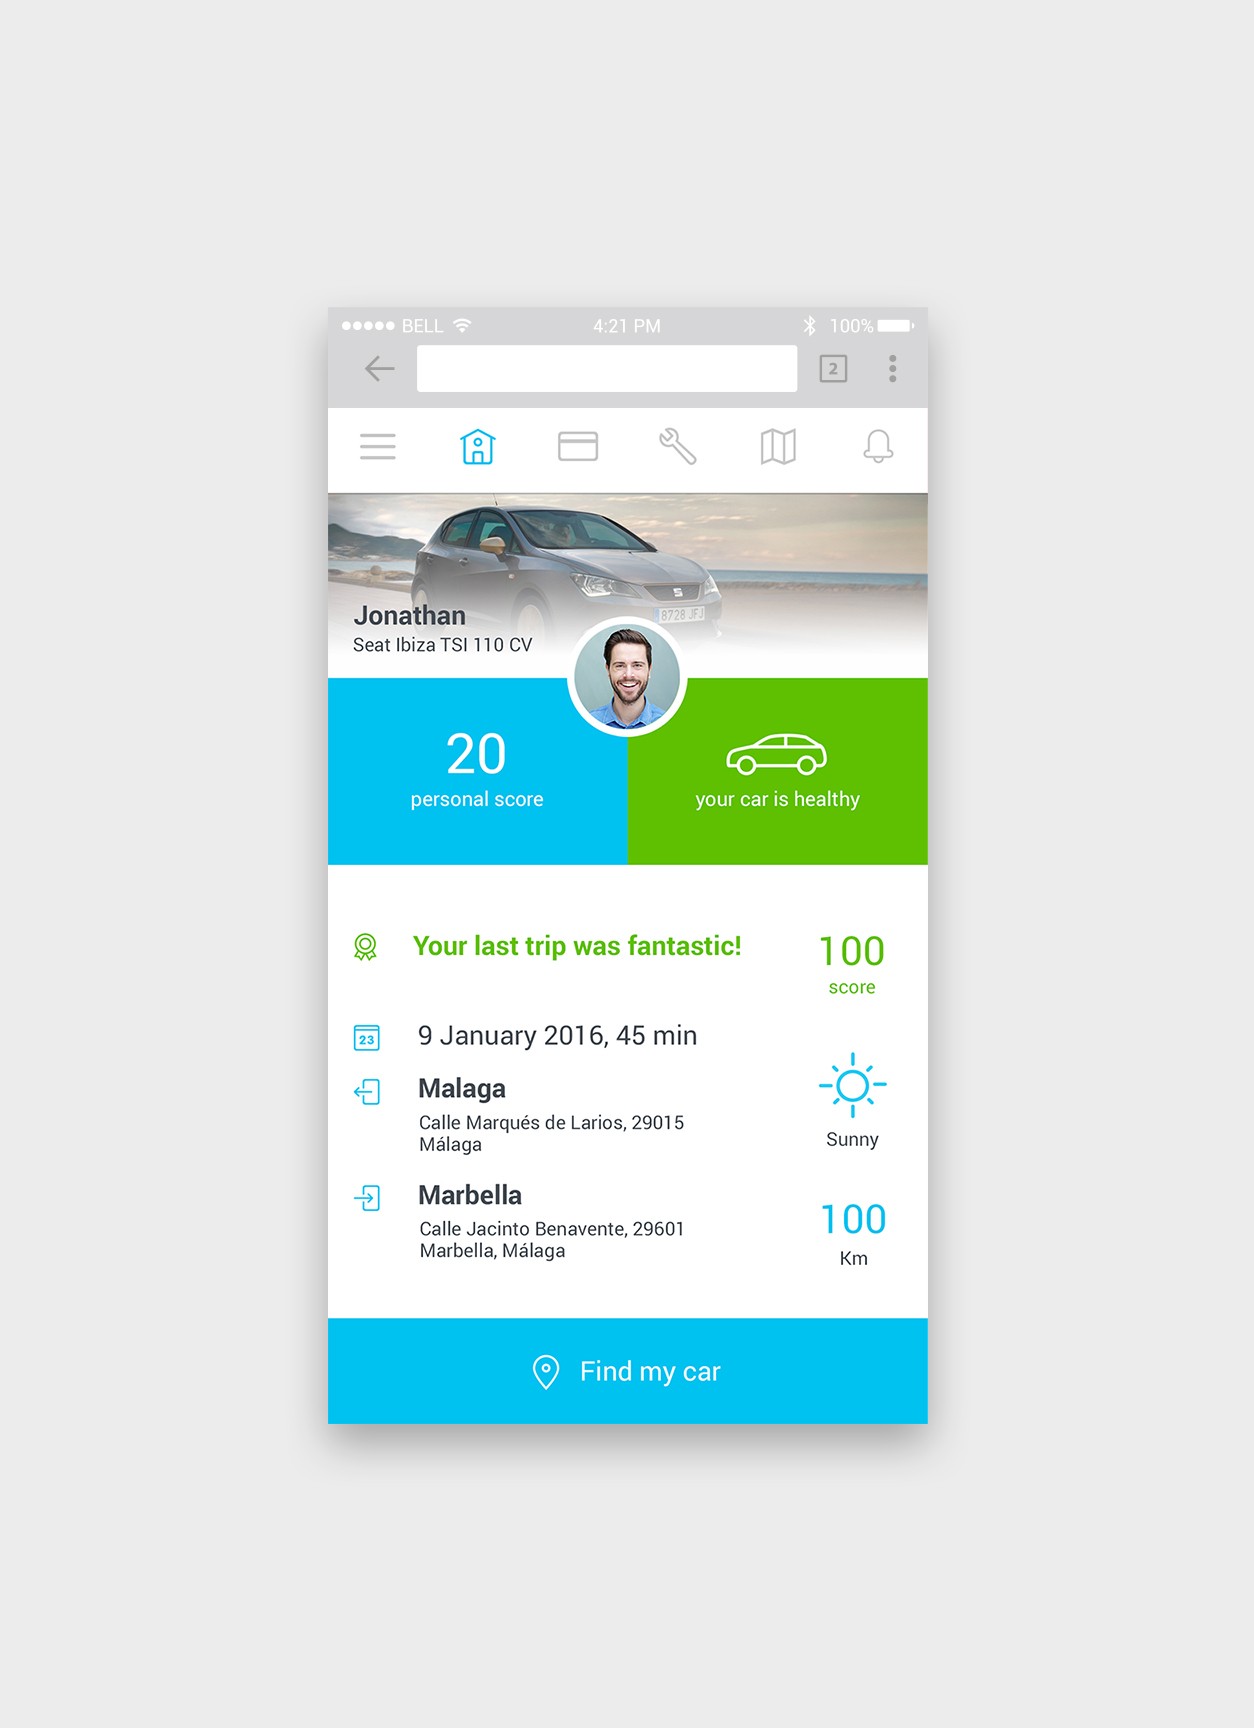 BELL 4:21 PM 100%
2
8728 JFJ
Jonathan
Seat Ibiza TSI 110 CV
20
personal score
your car is healthy
Your last trip was fantastic!
100
score
23
9 January 2016, 45 min
Malaga
Calle Marqués de Larios, 29015
Málaga
Sunny
Marbella
Calle Jacinto Benavente, 29601
Marbella, Málaga
100
Km
Find my car